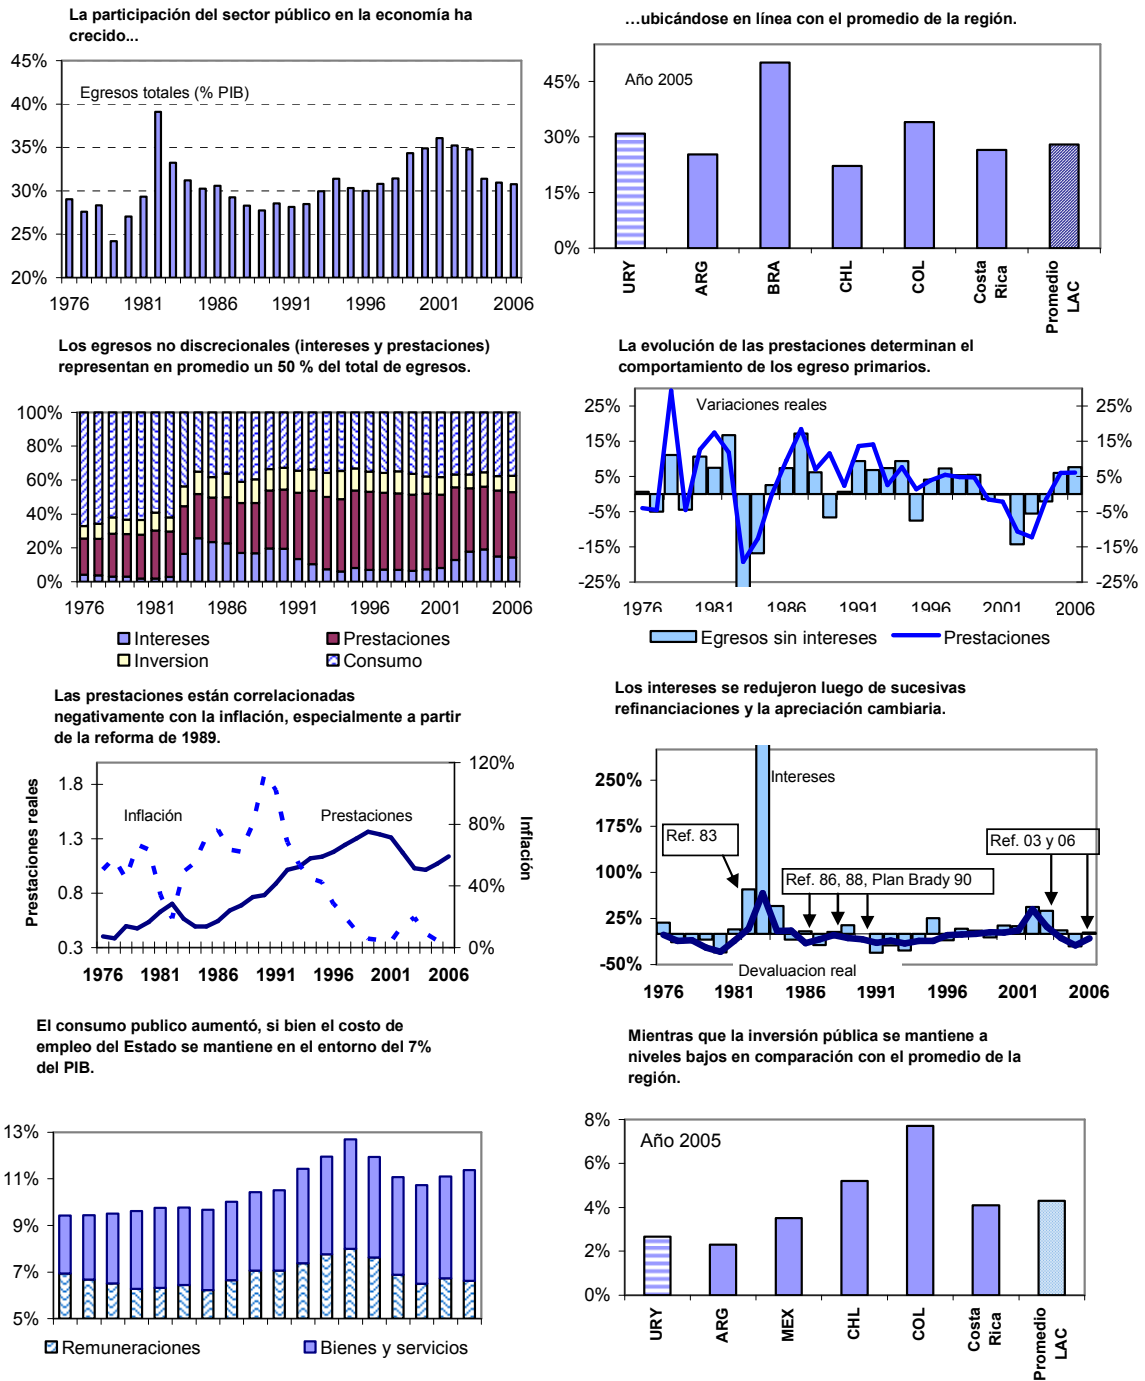 La participación del sector público en la economía ha
crecido...
45%
40%
35%
30%
25%
20%
Egresos totales (% PIB)
1976 1981 1986 1991 1996 2001 2006
…ubicándose en línea con el promedio de la región.
45%
30%
15%
0%
Año 2005
URY
ARG
BRA
CHL
COL
Costa
Rica
Promedio
LAC
Los egresos no discrecionales (intereses y prestaciones)
representan en promedio un 50 % del total de egresos.
100%
80%
60%
40%
20%
0%
1976 1981 1986 1991 1996 2001 2006
Intereses Prestaciones
Inversion Consumo
La evolución de las prestaciones determinan el
comportamiento de los egreso primarios.
25% 25%
15% 15%
5% 5%
-5% -5%
-15% -15%
-25% -25%
Variaciones reales
1976 1981 1986 1991 1996 2001 2006
Egresos sin intereses Prestaciones
Las prestaciones están correlacionadas
negativamente con la inflación, especialmente a partir
de la reforma de 1989.
Prestaciones reales
1.8
1.3
0.8
0.3
Inflación Prestaciones
120%
80%
40%
0%
Inflación
1976 1981 1986 1991 1996 2001 2006
Los intereses se redujeron luego de sucesivas
refinanciaciones y la apreciación cambiaria.
250%
175%
100%
25%
-50%
Intereses
Ref. 83
Ref. 86, 88, Plan Brady 90
Ref. 03 y 06
Devaluacion real
1976 1981 1986 1991 1996 2001 2006
El consumo publico aumentó, si bien el costo de
empleo del Estado se mantiene en el entorno del 7%
del PIB.
13%
11%
9%
7%
5%
Remuneraciones Bienes y servicios
Mientras que la inversión pública se mantiene a
niveles bajos en comparación con el promedio de la
región.
8%
6%
4%
2%
0%
Año 2005
URY
ARG
MEX
CHL
COL
Costa
Rica
Promedio
LAC